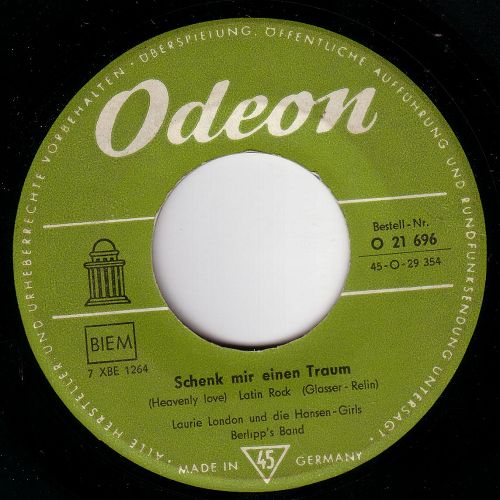 · ALLE HERSTELLER- UND URHEBERRECHTE VORBEHALTEN · ÜBERSPIELUNG, ÖFFENTLICHE AUFFÜHRUNG UND RUNDFUNKSENDUNG UNTERSAGT ·
Odeon
Bestell-Nr.
O 21 696
45-O-29 354
BIEM
7 XBE 1264
Schenk mir einen Traum
(Heavenly love) Latin Rock (Glasser-Relin)
Laurie London und die Hansen-Girls
Berlipp's Band
MADE IN 45 GERMANY